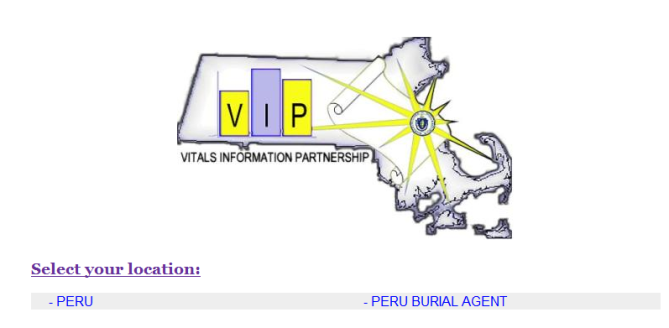 V I P
VITALS INFORMATION PARTNERSHIP
Select your location:
- PERU - PERU BURIAL AGENT